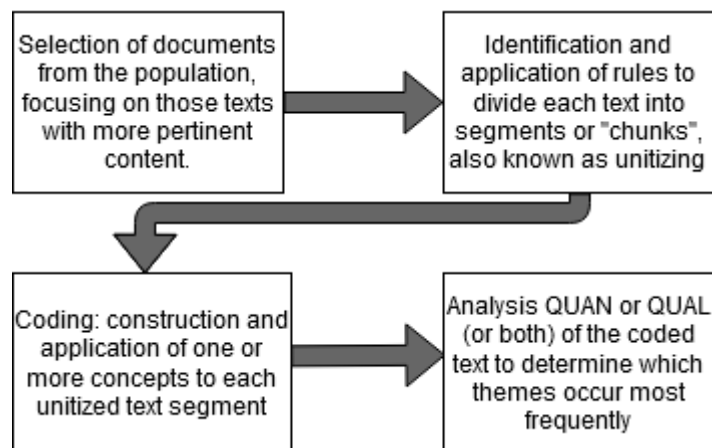 Selection of documents
from the population,
focusing on those texts
with more pertinent
content.
Identification and
application of rules to
divide each text into
segments or "chunks",
also known as unitizing
Coding: construction and
application of one or
more concepts to each
unitized text segment
Analysis QUAN or QUAL
(or both) of the coded
text to determine which
themes occur most
frequently